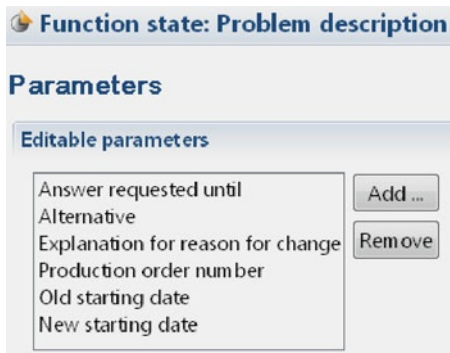 Function state: Problem description
Parameters
Editable parameters
Answer requested until
Alternative
Explanation for reason for change
Production order number
Old starting date
New starting date
Add ...
Remove